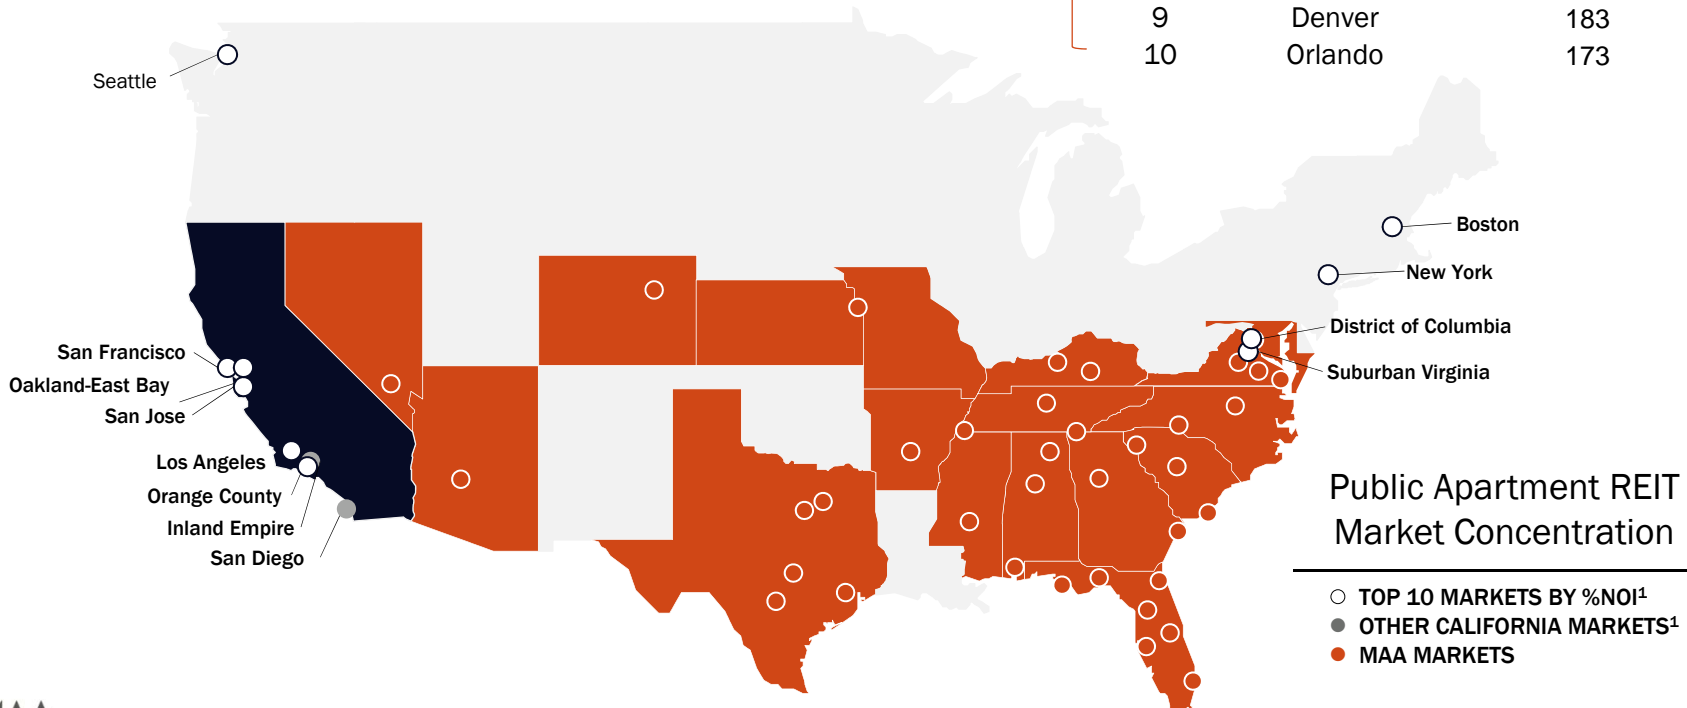 9 Denver 183
10 Orlando 173
Seattle
Boston
New York
District of Columbia
Suburban Virginia
San Francisco
Oakland-East Bay
San Jose
Los Angeles
Orange County
Inland Empire
San Diego
Public Apartment REIT
Market Concentration
TOP 10 MARKETS BY %NOI¹
OTHER CALIFORNIA MARKETS¹
MAA MARKETS